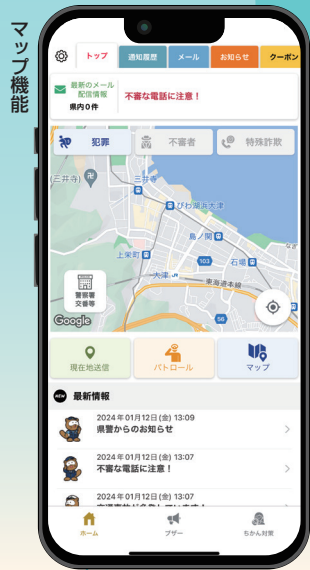 マップ機能
トップ 通知履歴 メール お知らせ クーポン
最新のメール
配信情報
県内0件
不審な電話に注意！
犯罪 不審者 特殊詐欺
(三井寺)
三井寺
びわ湖浜大津
島ノ関
上栄町
103
石場
大津
東海道本線
警察署
交番等
Google
56
現在地送信 パトロール マップ
NEW 最新情報
2024年01月12日(金) 13:09
県警からのお知らせ
2024年01月12日(金) 13:07
不審な電話に注意！
2024年01月12日(金) 13:07
ホーム ブザー ちかん対策